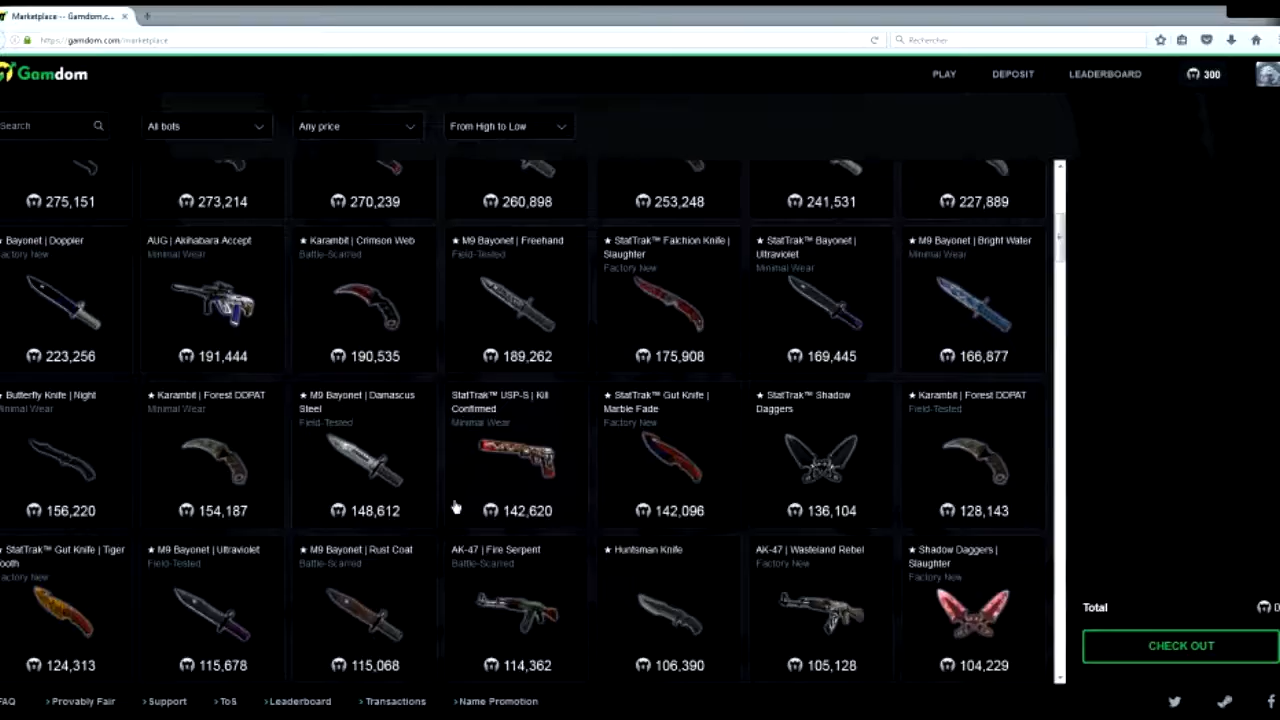 Marketplace -- Gamdom.c...
https://gamdom.com/marketplace
Rechercher
Gamdom
PLAY DEPOSIT LEADERBOARD 300
Search All bots Any price From High to Low
275,151 273,214 270,239 260,898 253,248 241,531 227,889
★ Bayonet | Doppler AUG | Akihabara Accept ★ Karambit | Crimson Web ★ M9 Bayonet | Freehand ★ StatTrak™ Falchion Knife | ★ StatTrak™ Bayonet | ★ M9 Bayonet | Bright Water
Factory New Minimal Wear Battle-Scarred Field-Tested Slaughter Ultraviolet Minimal Wear
Factory New Minimal Wear
223,256 191,444 190,535 189,262 175,908 169,445 166,877
★ Butterfly Knife | Night ★ Karambit | Forest DDPAT ★ M9 Bayonet | Damascus StatTrak™ USP-S | Kill ★ StatTrak™ Gut Knife | ★ StatTrak™ Shadow ★ Karambit | Forest DDPAT
Minimal Wear Minimal Wear Steel Confirmed Marble Fade Daggers Field-Tested
Field-Tested Minimal Wear Factory New
156,220 154,187 148,612 142,620 142,096 136,104 128,143
StatTrak™ Gut Knife | Tiger ★ M9 Bayonet | Ultraviolet ★ M9 Bayonet | Rust Coat AK-47 | Fire Serpent ★ Huntsman Knife AK-47 | Wasteland Rebel ★ Shadow Daggers |
ooth Field-Tested Battle-Scarred Battle-Scarred Factory New Slaughter
Factory New Factory New
124,313 115,678 115,068 114,362 106,390 105,128 104,229
Total 0
CHECK OUT
FAQ > Provably Fair > Support > ToS > Leaderboard > Transactions > Name Promotion